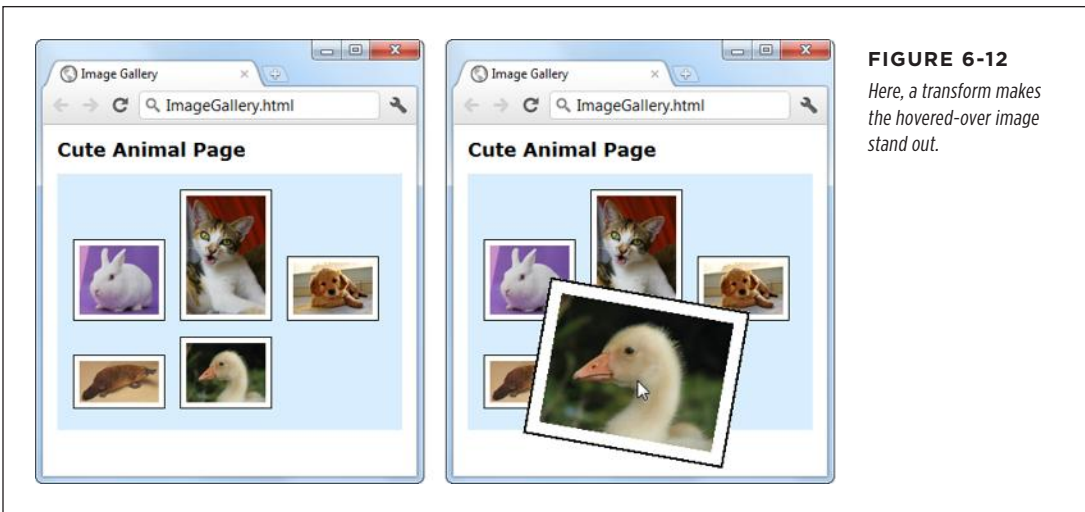 Image Gallery
ImageGallery.html
Cute Animal Page
Image Gallery
ImageGallery.html
Cute Animal Page
FIGURE 6-12
Here, a transform makes
the hovered-over image
stand out.